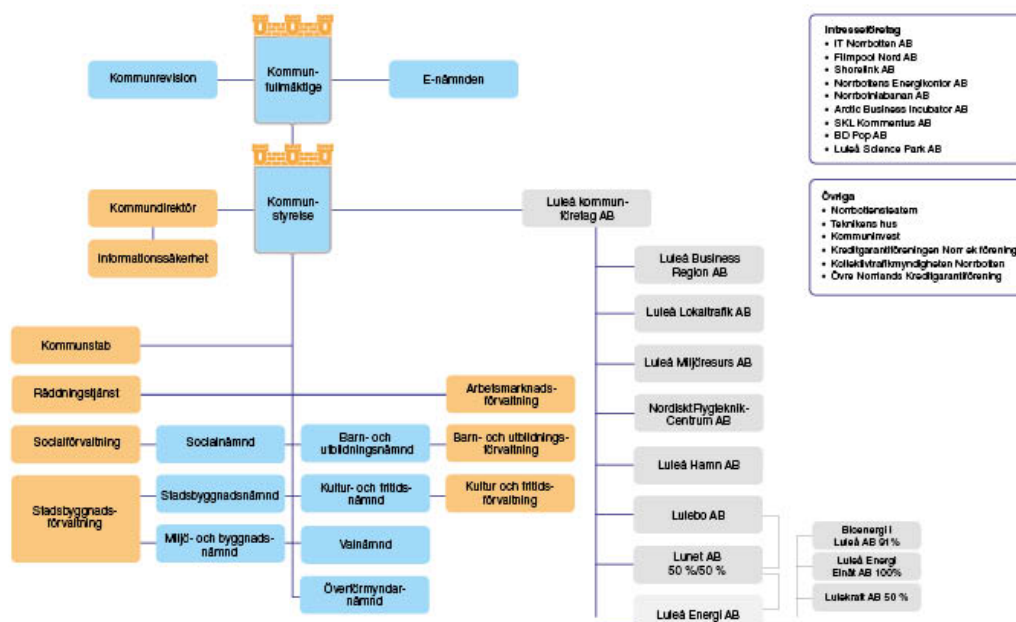 Kommunrevision
Kommun-
fullmäktige
E-nämnden
Kommundirektör
Kommun-
styrelse
Luleå kommun-
företag AB
Informationssäkerhet
Kommunstab
Räddningstjänst
Arbetsmarknads-
förvaltning
Socialförvaltning
Socialnämnd
Barn- och
utbildningsnämnd
Barn- och utbildnings-
förvaltning
Stadsbyggnads-
förvaltning
Stadsbyggnadsnämnd
Kultur- och fritids-
nämnd
Kultur och fritids-
förvaltning
Miljö- och byggnads-
nämnd
Valnämnd
Överförmyndar-
nämnd
Luleå Business
Region AB
Luleå Lokaltrafik AB
Luleå Miljöresurs AB
NordisktFlygteknik-
Centrum AB
Luleå Hamn AB
Lulebo AB
Lunet AB
50 %/50 %
Luleå Energi AB
Bioenergi i
Luleå AB 91%
Luleå Energi
Elnät AB 100%
Lulekraft AB 50 %
Intresseföretag
• IT Norrbotten AB
• Filmpool Nord AB
• Shorelink AB
• Norrbottens Energikontor AB
• Norrbotniabanan AB
• Arctic Business Incubator AB
• SKL Kommentus AB
• BD Pop AB
• Luleå Science Park AB
Övriga
• Norrbottensteatern
• Teknikens hus
• Kommuninvest
• Kreditgarantiföreningen Norr ek förening
• Kollektivtrafikmyndigheten Norrbotten
• Övre Norrlands Kreditgarantiförening